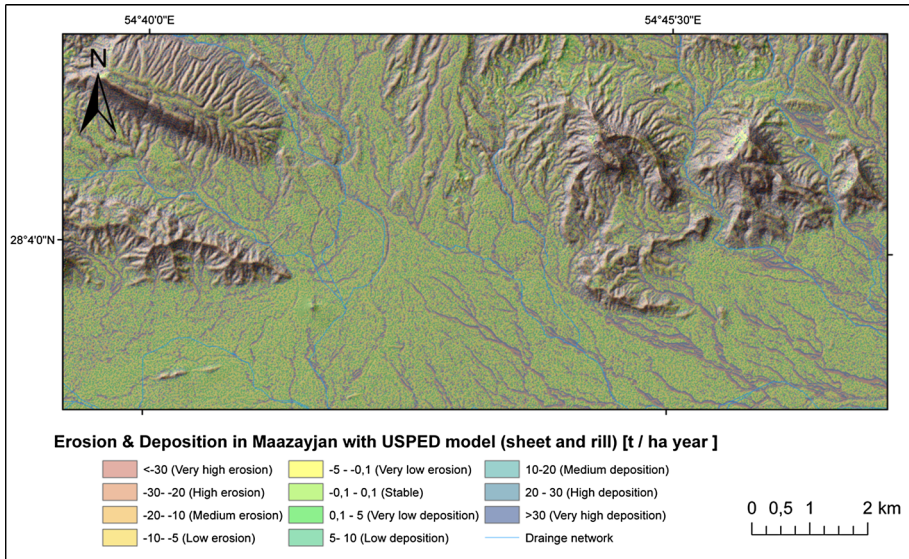 54°40'0"E 54°45'30"E
N
28°4'0"N
Erosion & Deposition in Maazayjan with USPED model (sheet and rill) [t / ha year ]
<-30 (Very high erosion) -5 - -0,1 (Very low erosion) 10-20 (Medium deposition)
-30- -20 (High erosion) -0,1 - 0,1 (Stable) 20 - 30 (High deposition)
-20- -10 (Medium erosion) 0,1 - 5 (Very low deposition) >30 (Very high deposition)
-10- -5 (Low erosion) 5- 10 (Low deposition) Drainge network
0 0,5 1 2 km